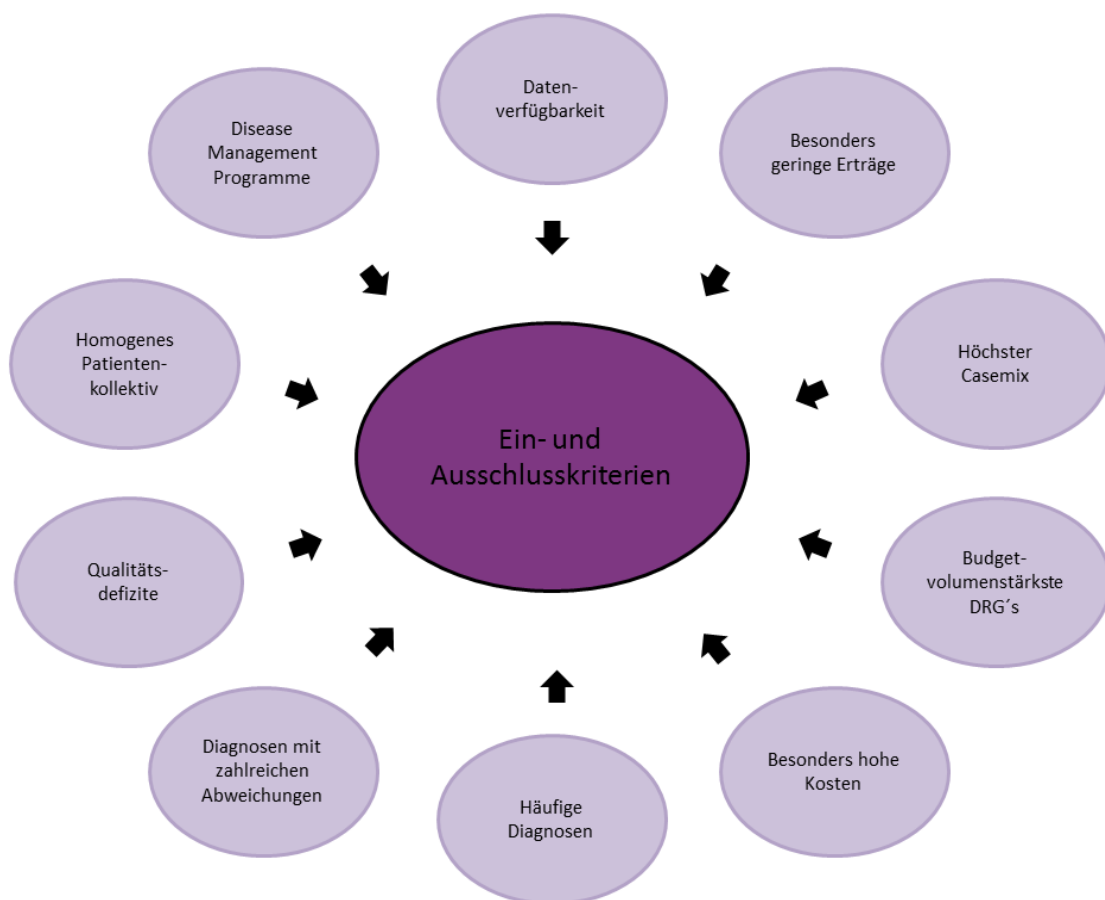 Daten-
verfügbarkeit
Besonders
geringe Erträge
Höchster
Casemix
Budget-
volumenstärkste
DRG´s
Besonders hohe
Kosten
Häufige
Diagnosen
Diagnosen mit
zahlreichen
Abweichungen
Qualitäts-
defizite
Homogenes
Patienten-
kollektiv
Disease
Management
Programme
Ein- und
Ausschlusskriterien